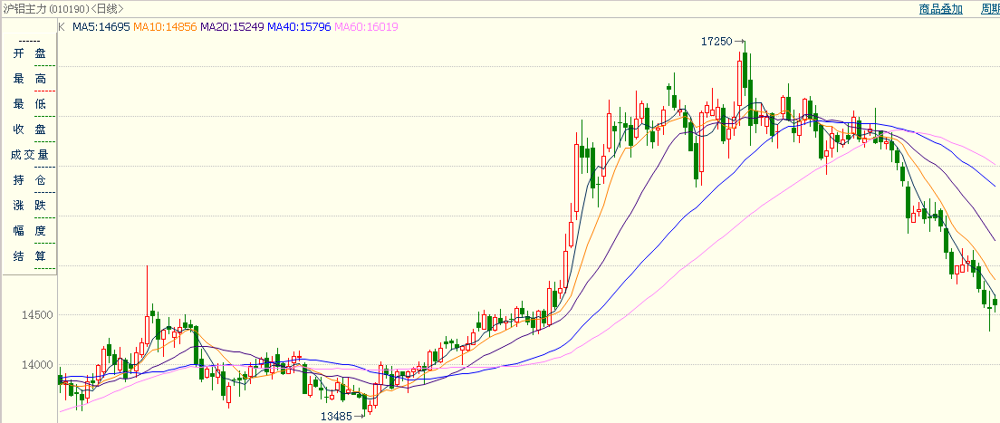 沪铝主力(010190)<日线> 商品叠加 周期
K MA5:14695 MA10:14856 MA20:15249 MA40:15796 MA60:16019
------
开 盘
------
最 高
------
最 低
------
收 盘
------
成交量
------
持 仓
------
涨 跌
------
幅 度
------
结 算
------
17250
14500
14000
13485